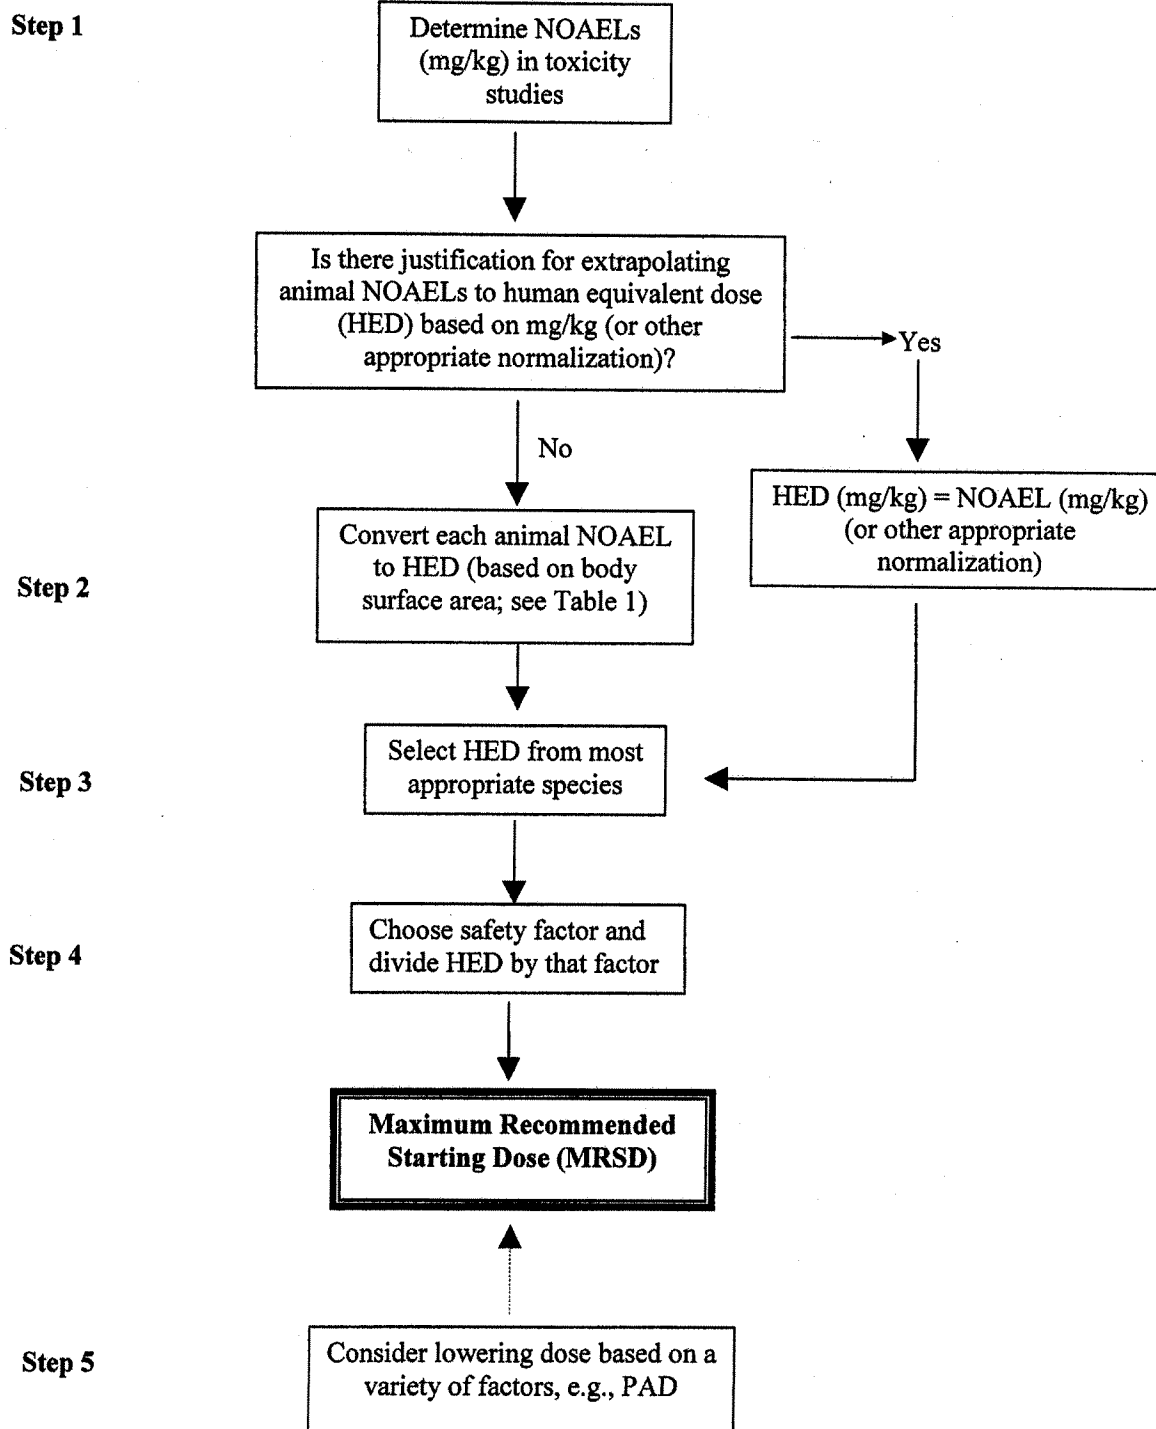 Step 1
Determine NOAELs
(mg/kg) in toxicity
studies
Is there justification for extrapolating
animal NOAELs to human equivalent dose
(HED) based on mg/kg (or other
appropriate normalization)?
Yes
No
HED (mg/kg) = NOAEL (mg/kg)
(or other appropriate
normalization)
Step 2
Convert each animal NOAEL
to HED (based on body
surface area; see Table 1)
Step 3
Select HED from most
appropriate species
Step 4
Choose safety factor and
divide HED by that factor
Maximum Recommended
Starting Dose (MRSD)
Step 5
Consider lowering dose based on a
variety of factors, e.g., PAD